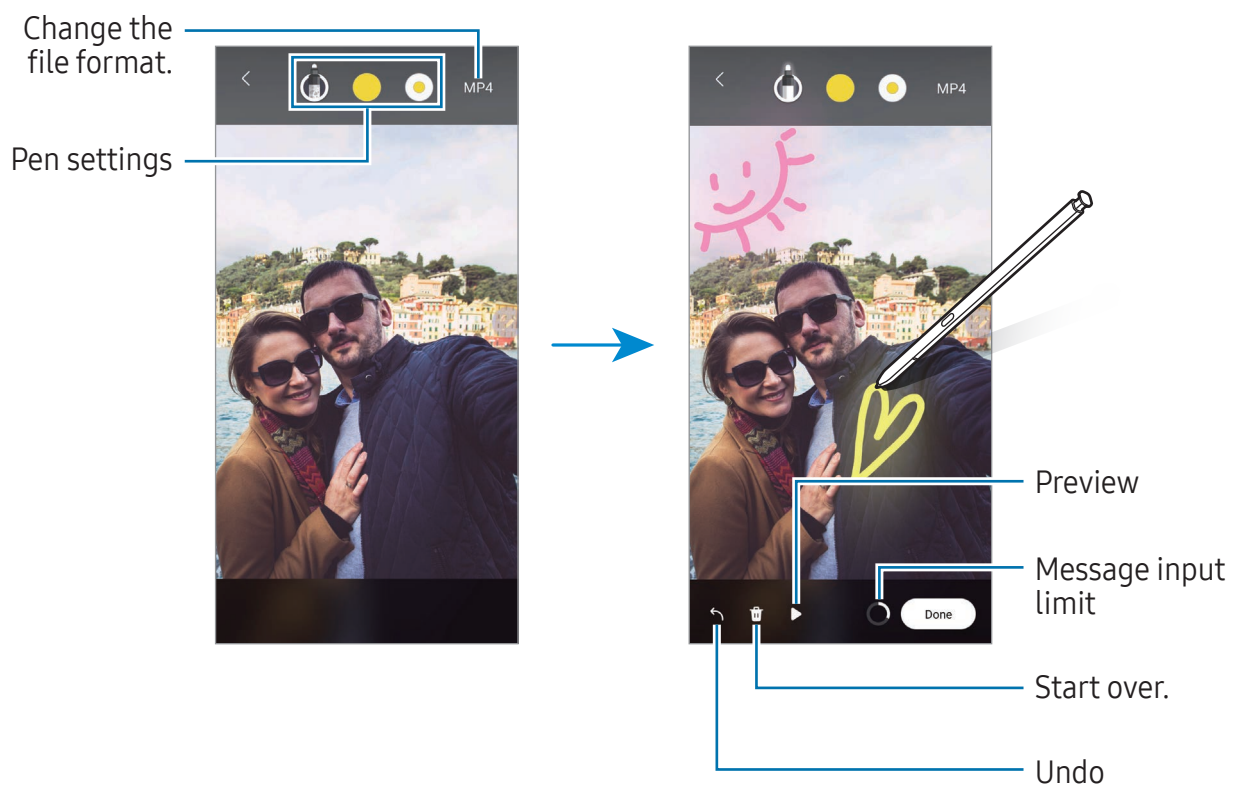 Change the
file format.
MP4
Pen settings
MP4
Preview
Message input
limit
Done
Start over.
Undo